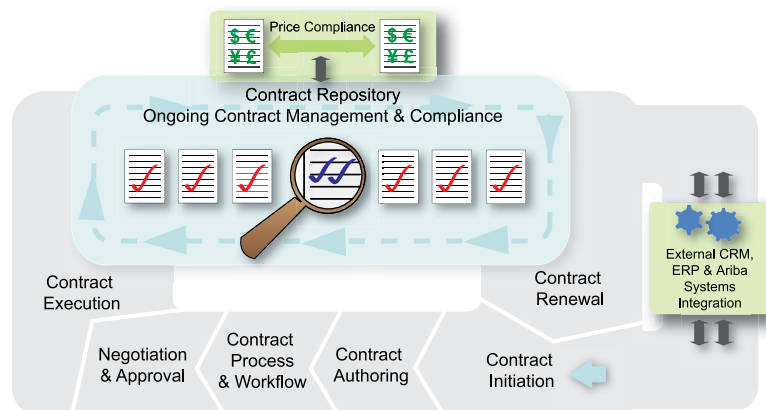 Price Compliance
$€
¥£
$€
¥£
Contract Repository
Ongoing Contract Management & Compliance
External CRM,
ERP & Ariba
Systems
Integration
Contract
Execution
Contract
Renewal
Negotiation
& Approval
Contract
Process
& Workflow
Contract
Authoring
Contract
Initiation